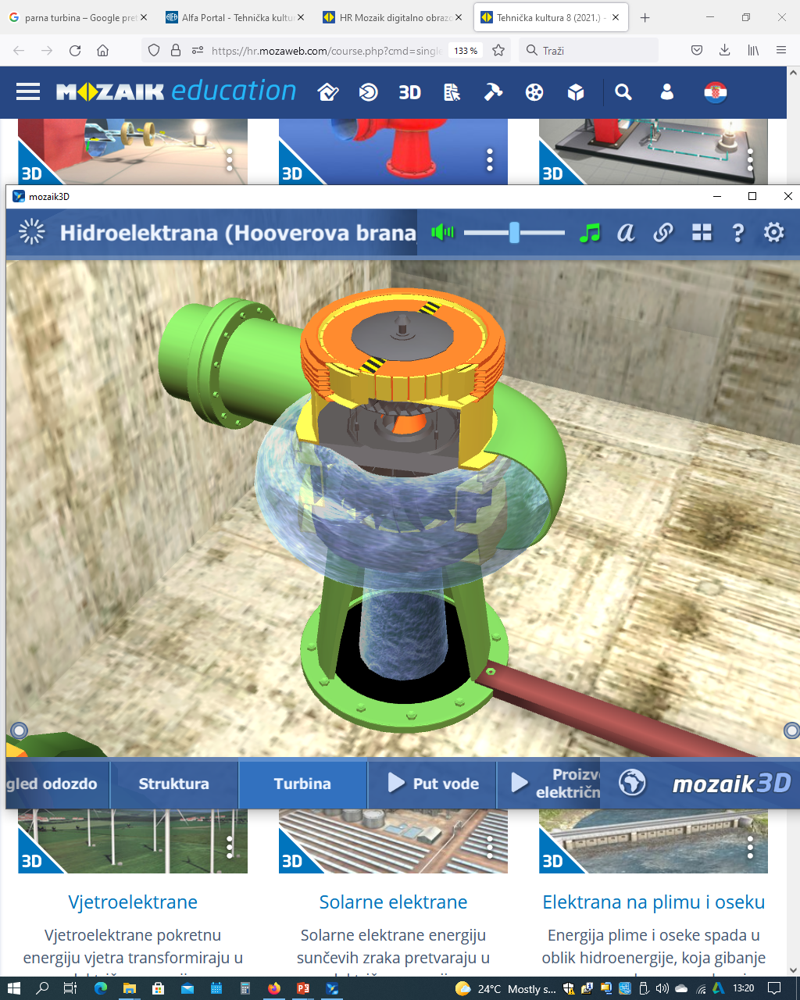 parna turbina – Google pret
Alfa Portal - Tehnička kultu
HR Mozaik digitalno obrazo
Tehnička kultura 8 (2021.) -
https://hr.mozaweb.com/course.php?cmd=single
133 %
Traži
MOZAIK education
3D
3D
3D
3D
mozaik3D
Hidroelektrana (Hooverova brana
a
?
gled odozdo
Struktura
Turbina
Put vode
Proizv
električn
mozaik3D
3D
3D
3D
Vjetroelektrane
Solarne elektrane
Elektrana na plimu i oseku
Vjetroelektrane pokretnu
energiju vjetra transformiraju u
Solarne elektrane energiju
sunčevih zraka pretvaraju u
Energija plime i oseke spada u
oblik hidroenergije, koja gibanje
24°C Mostly s...
13:20